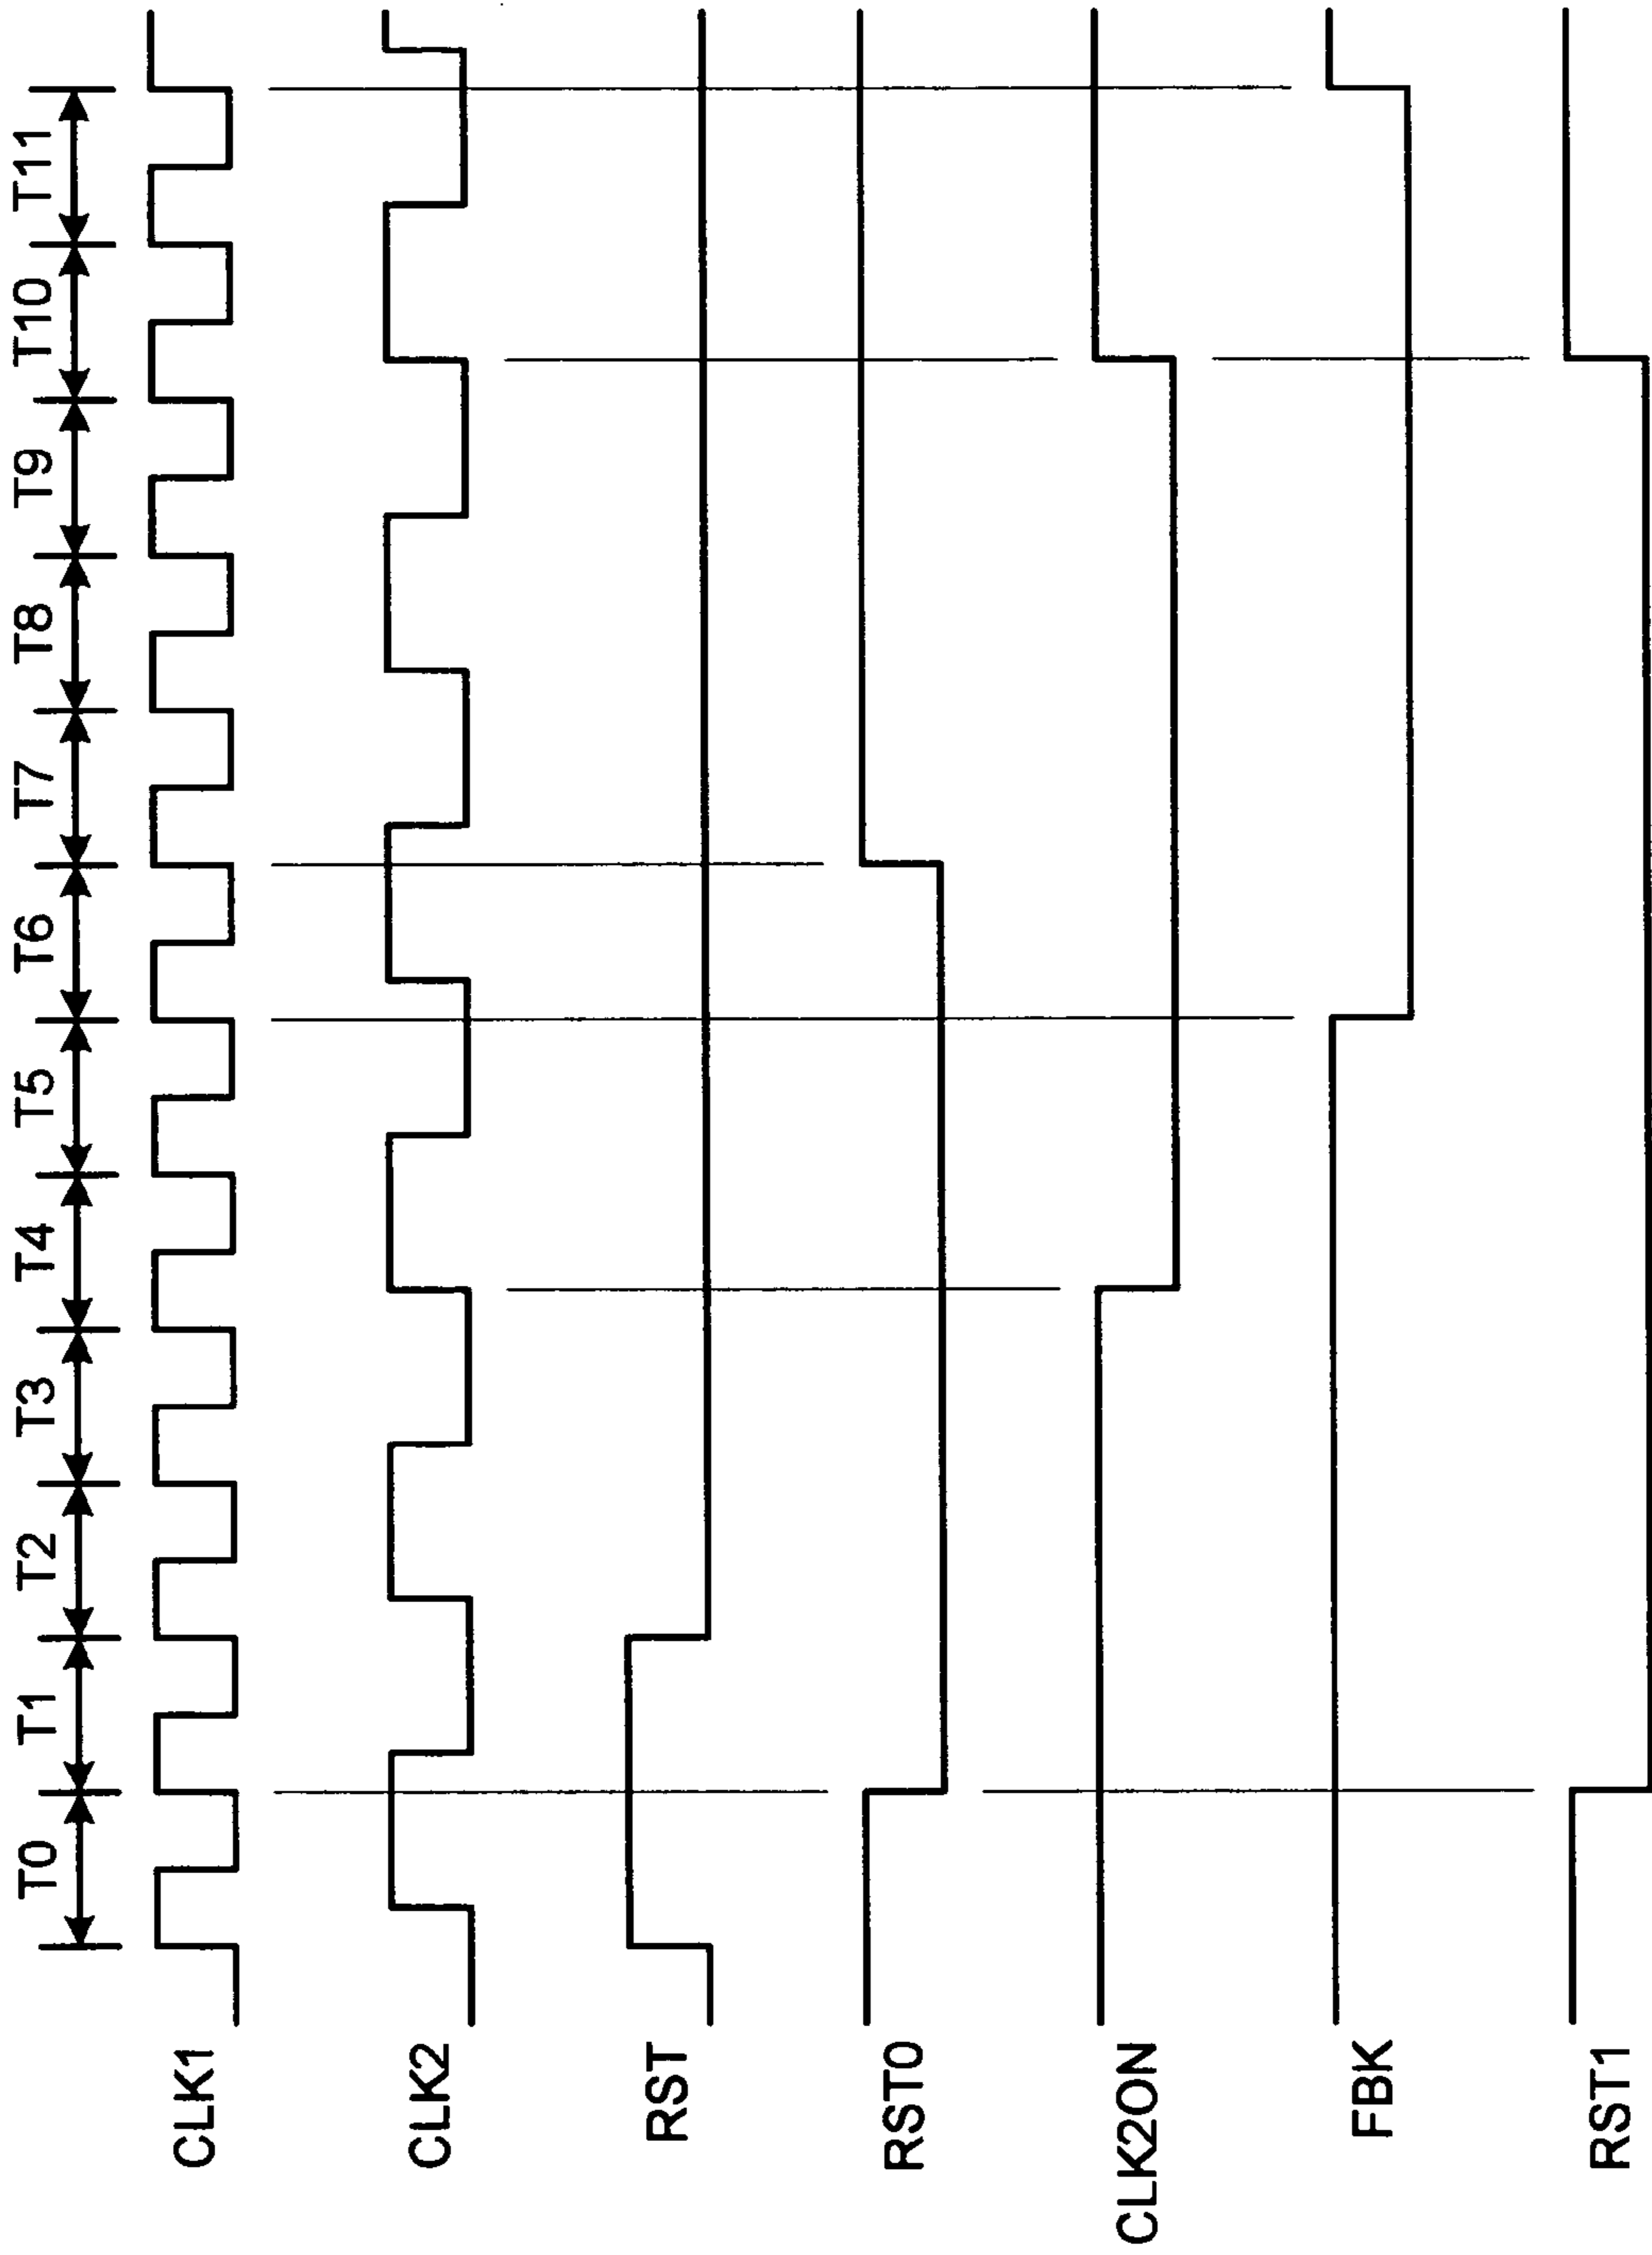 T0
T1
T2
T3
T4
T5
T6
T7
T8
T9
T10
T11
CLK1
CLK2
RST
RST0
CLK2ON
FBK
RST1